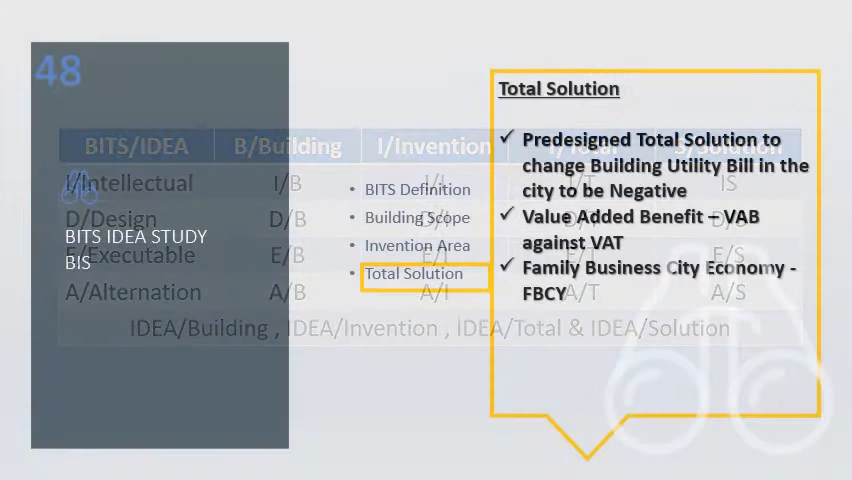 48
BITS IDEA STUDY
BIS
• BITS Definition
• Building Scope
• Invention Area
• Total Solution
Total Solution
✓ Predesigned Total Solution to
change Building Utility Bill in the
city to be Negative
✓ Value Added Benefit – VAB
against VAT
✓ Family Business City Economy -
FBCY
BITS/IDEA B/Building I/Invention T/Total S/Solution
I/Intellectual I/B I/I I/T IS
D/Design D/B D/I D/T D/S
E/Executable E/B E/I E/T E/S
A/Alternation A/B A/I A/T A/S
IDEA/Building , IDEA/Invention , IDEA/Total & IDEA/Solution